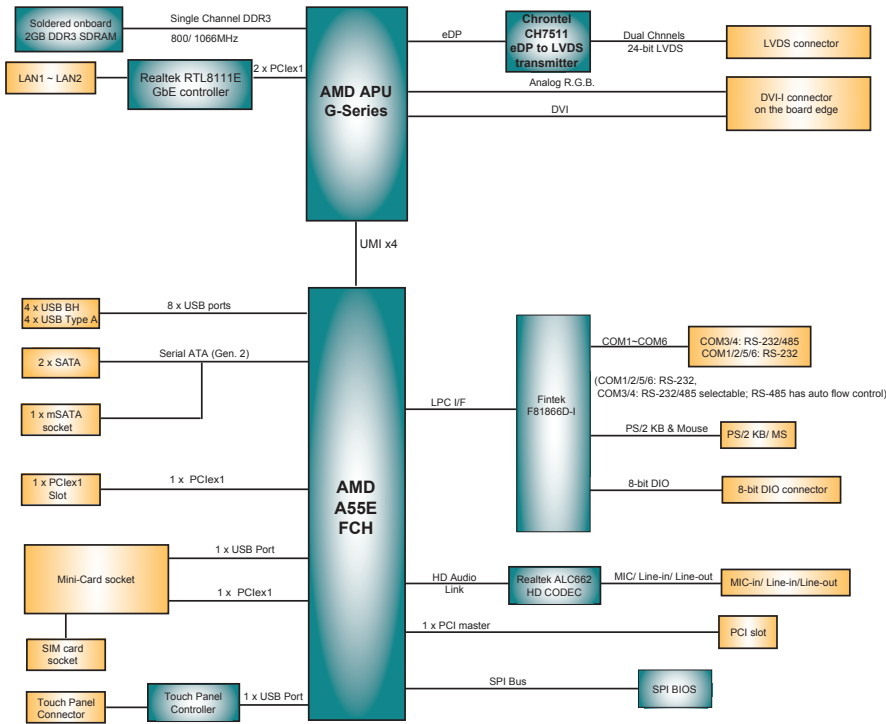 Soldered onboard
2GB DDR3 SDRAM
Single Channel DDR3
800/ 1066MHz
LAN1 ~ LAN2
Realtek RTL8111E
GbE controller
2 x PCIex1
AMD APU
G-Series
eDP
Chrontel
CH7511
eDP to LVDS
transmitter
Dual Chnnels
24-bit LVDS
LVDS connector
Analog R.G.B.
DVI
DVI-I connector
on the board edge
UMI x4
4 x USB BH
4 x USB Type A
8 x USB ports
2 x SATA
Serial ATA (Gen. 2)
1 x mSATA
socket
1 x PCIex1
Slot
1 x PCIex1
Mini-Card socket
1 x USB Port
1 x PCIex1
SIM card
socket
Touch Panel
Connector
Touch Panel
Controller
1 x USB Port
AMD
A55E
FCH
LPC I/F
Fintek
F81866D-I
COM1~COM6
COM3/4: RS-232/485
COM1/2/5/6: RS-232
(COM1/2/5/6: RS-232,
COM3/4: RS-232/485 selectable; RS-485 has auto flow control)
PS/2 KB & Mouse
PS/2 KB/ MS
8-bit DIO
8-bit DIO connector
HD Audio
Link
Realtek ALC662
HD CODEC
MIC/ Line-in/ Line-out
MIC-in/ Line-in/Line-out
1 x PCI master
PCI slot
SPI Bus
SPI BIOS